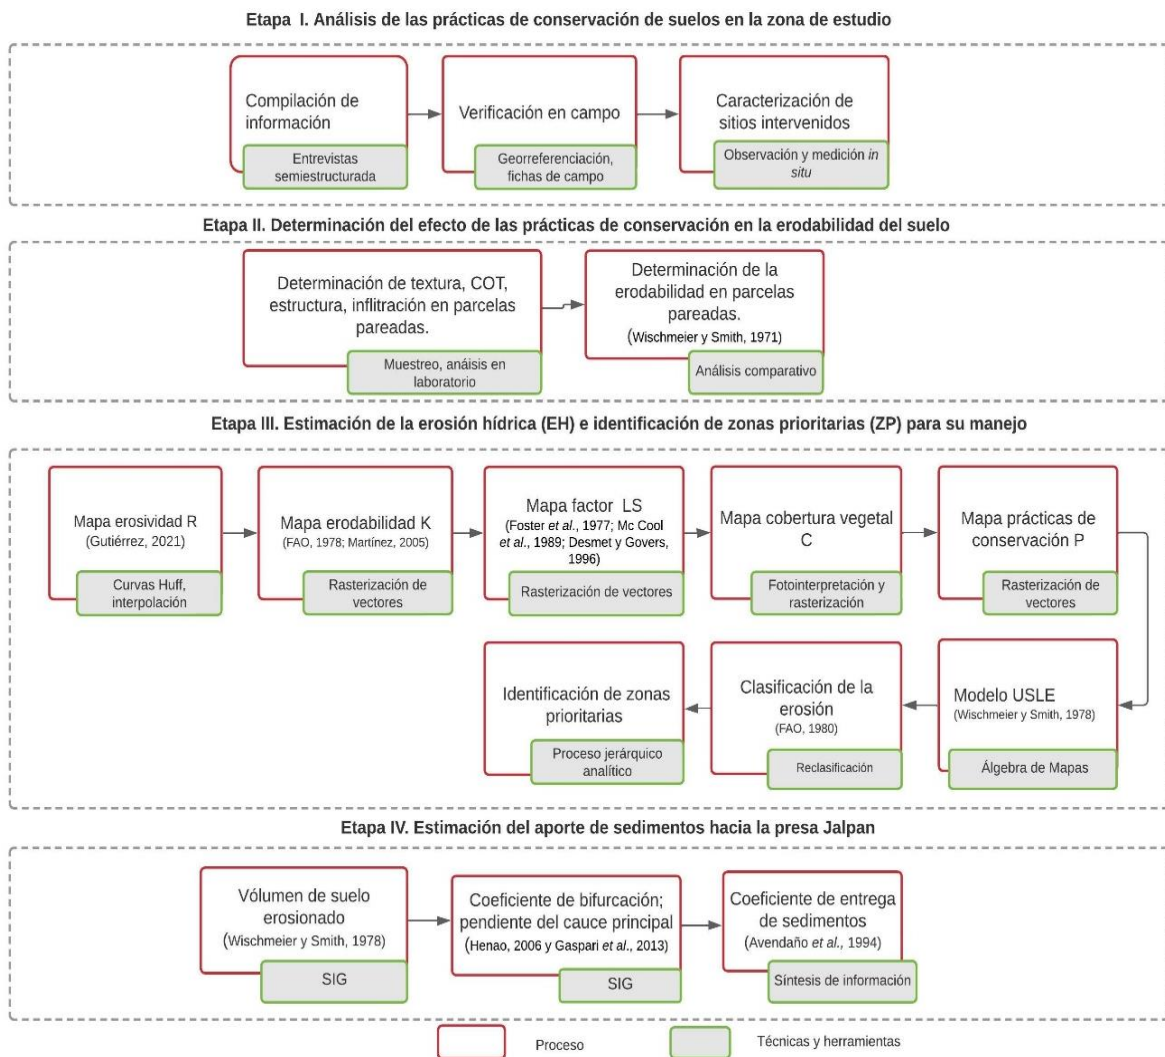 Etapa  I. Análisis de las prácticas de conservación de suelos en la zona de estudio
Compilación de
información
Entrevistas
semiestructurada
Verificación en campo
Georreferenciación,
fichas de campo
Caracterización de
sitios intervenidos
Observación y medición in
situ
Etapa II. Determinación del efecto de las prácticas de conservación en la erodabilidad del suelo
Determinación de textura, COT,
estructura, inflitración en parcelas
pareadas.
Muestreo, anáisis en
laboratorio
Determinación de la
erodabilidad en parcelas
pareadas.
(Wischmeier y Smith, 1971)
Análisis comparativo
Etapa III. Estimación de la erosión hídrica (EH) e identificación de zonas prioritarias (ZP) para su manejo
Mapa erosividad R
(Gutiérrez, 2021)
Curvas Huff,
interpolación
Mapa erodabilidad K
(FAO, 1978; Martínez, 2005)
Rasterización de
vectores
Mapa factor  LS
(Foster et al., 1977; Mc Cool
et al., 1989; Desmet y Govers,
1996)
Rasterización de vectores
Mapa cobertura vegetal
C
Fotointerpretación y
rasterización
Mapa prácticas de
conservación P
Rasterización de
vectores
Modelo USLE
(Wischmeier y Smith, 1978)
Álgebra de Mapas
Clasificación de la
erosión
(FAO, 1980)
Reclasificación
Identificación de zonas
prioritarias
Proceso jerárquico
analítico
Etapa IV. Estimación del aporte de sedimentos hacia la presa Jalpan
Vólumen de suelo
erosionado
(Wischmeier y Smith, 1978)
SIG
Coeficiente de bifurcación;
pendiente del cauce principal
(Henao, 2006 y Gaspari et al., 2013)
SIG
Coeficiente de entrega
de sedimentos
(Avendaño et al., 1994)
Síntesis de información
Proceso
Técnicas y herramientas